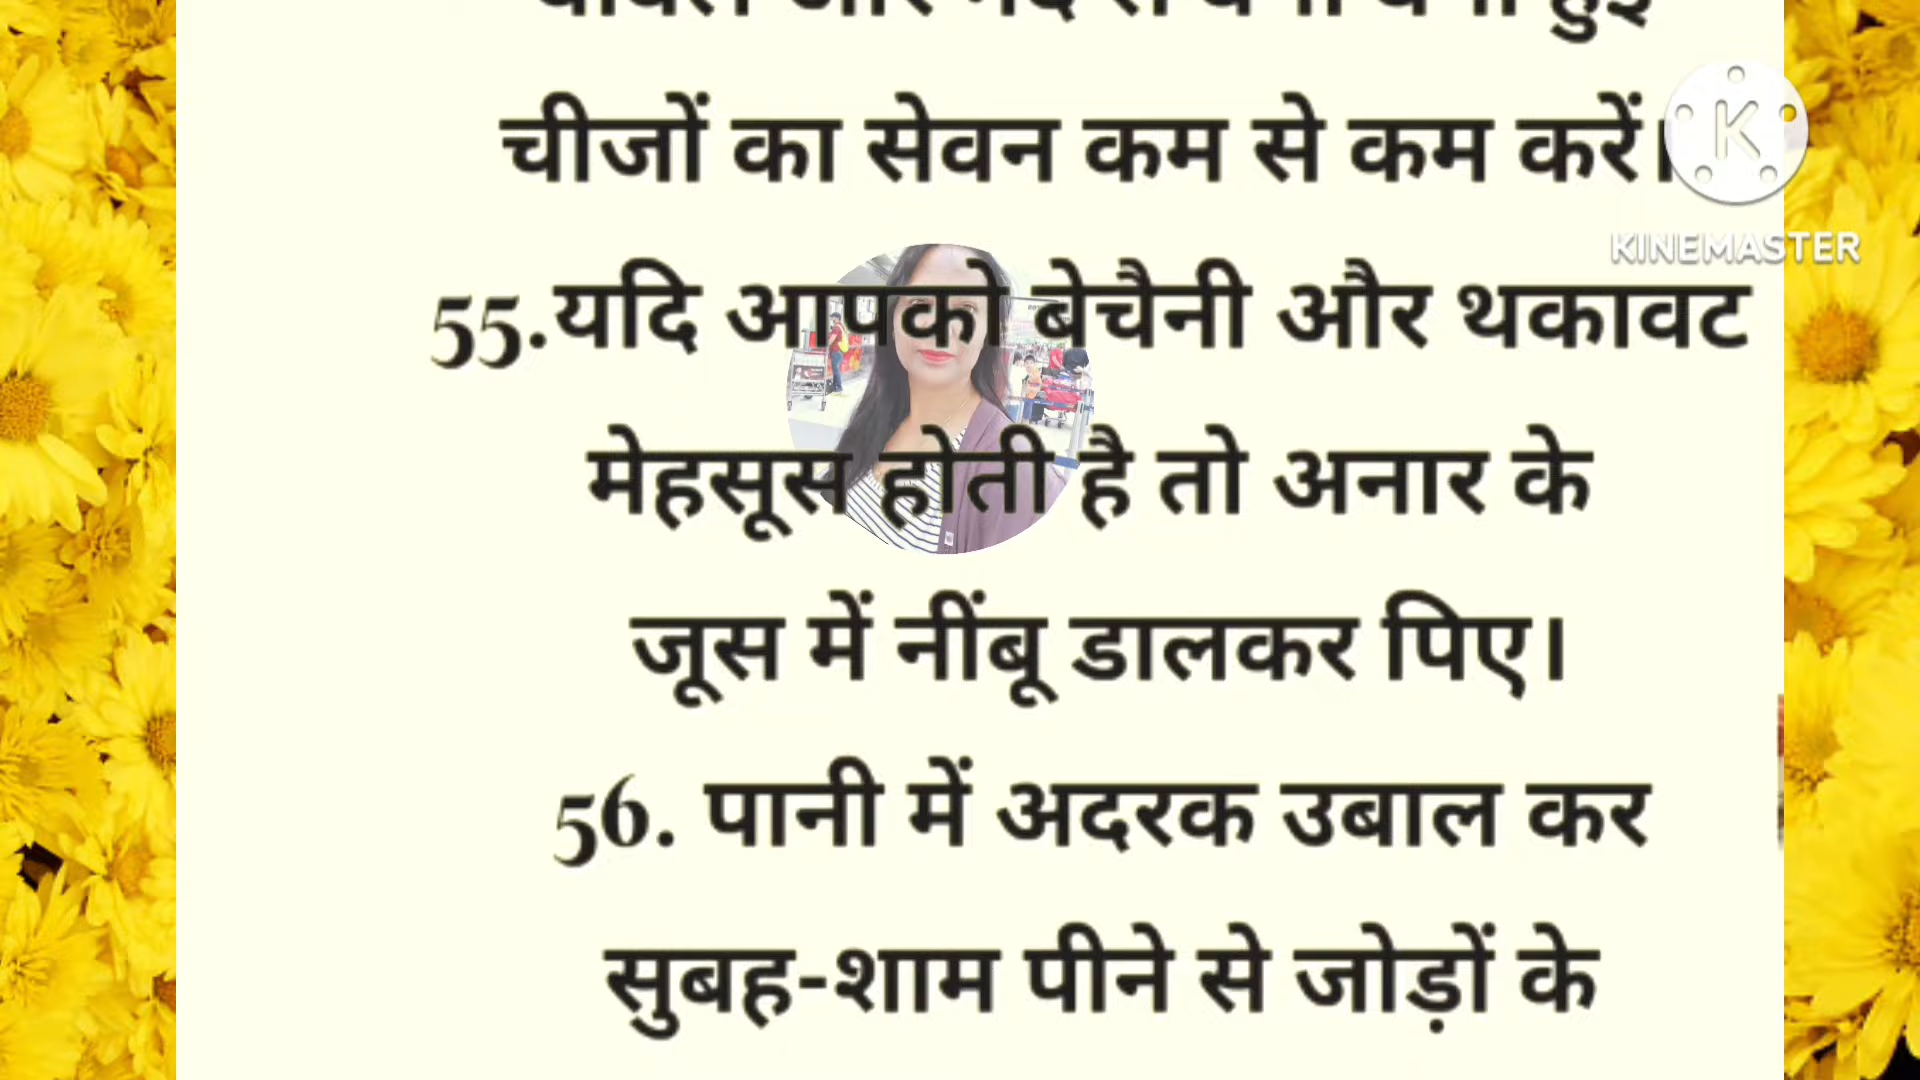 चीजों का सेवन कम से कम करें।
KINEMASTER
55.यदि आपको बेचैनी और थकावट
मेहसूस होती है तो अनार के
जूस में नींबू डालकर पिए।
56. पानी में अदरक उबाल कर
सुबह-शाम पीने से जोड़ों के